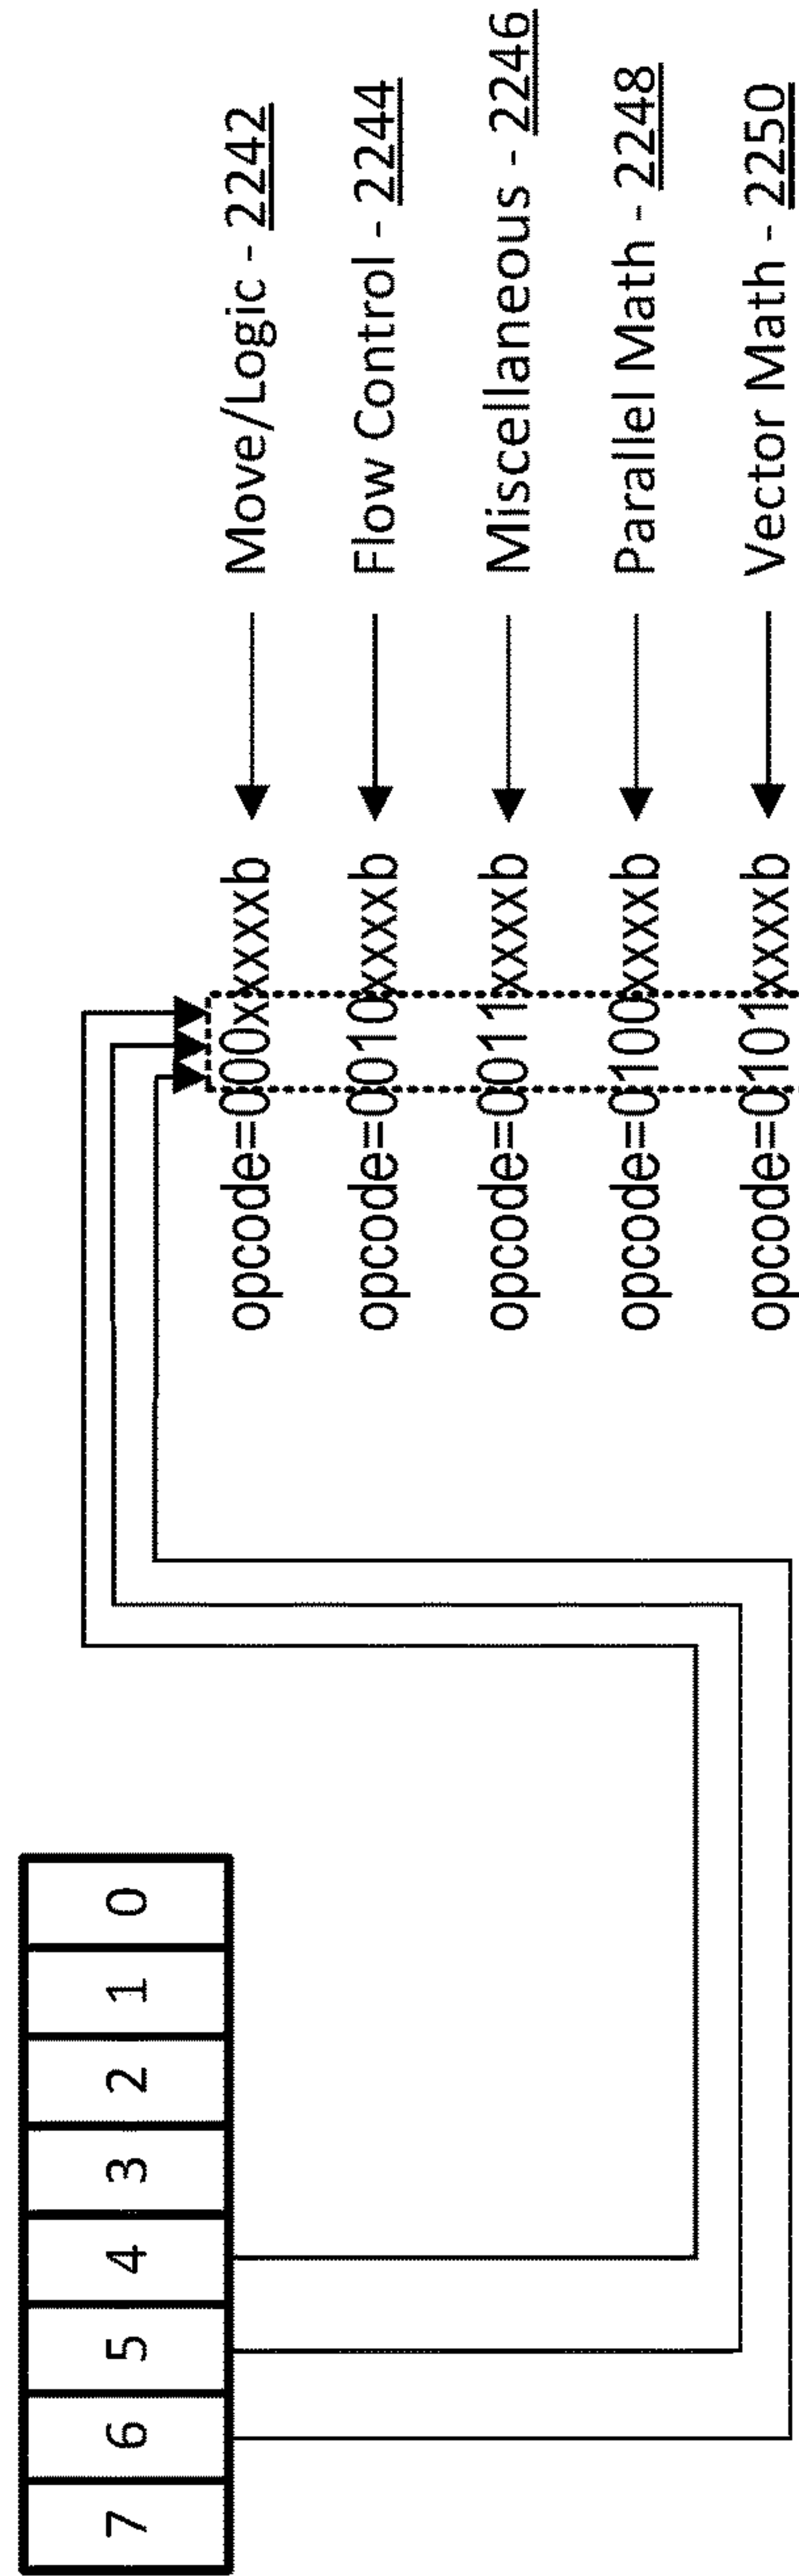 7 6 5 4 3 2 1 0
opcode=000xxxxxb Move/Logic - 2242
opcode=0010xxxxb Flow Control - 2244
opcode=0011xxxxb Miscellaneous - 2246
opcode=0100xxxxb Parallel Math - 2248
opcode=0101xxxxb Vector Math - 2250